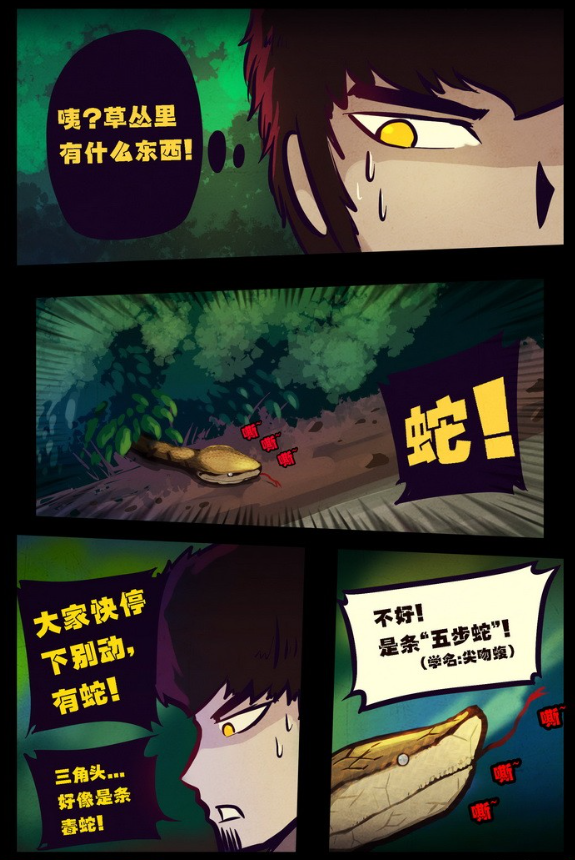 咦?草丛里
有什么东西!
蛇!
嘶~
嘶~
嘶~
大家快停
下别动,
有蛇!
三角头...
好像是条
毒蛇!
不好!
是条“五步蛇”!
(学名:尖吻蝮)
嘶~
嘶~
嘶~